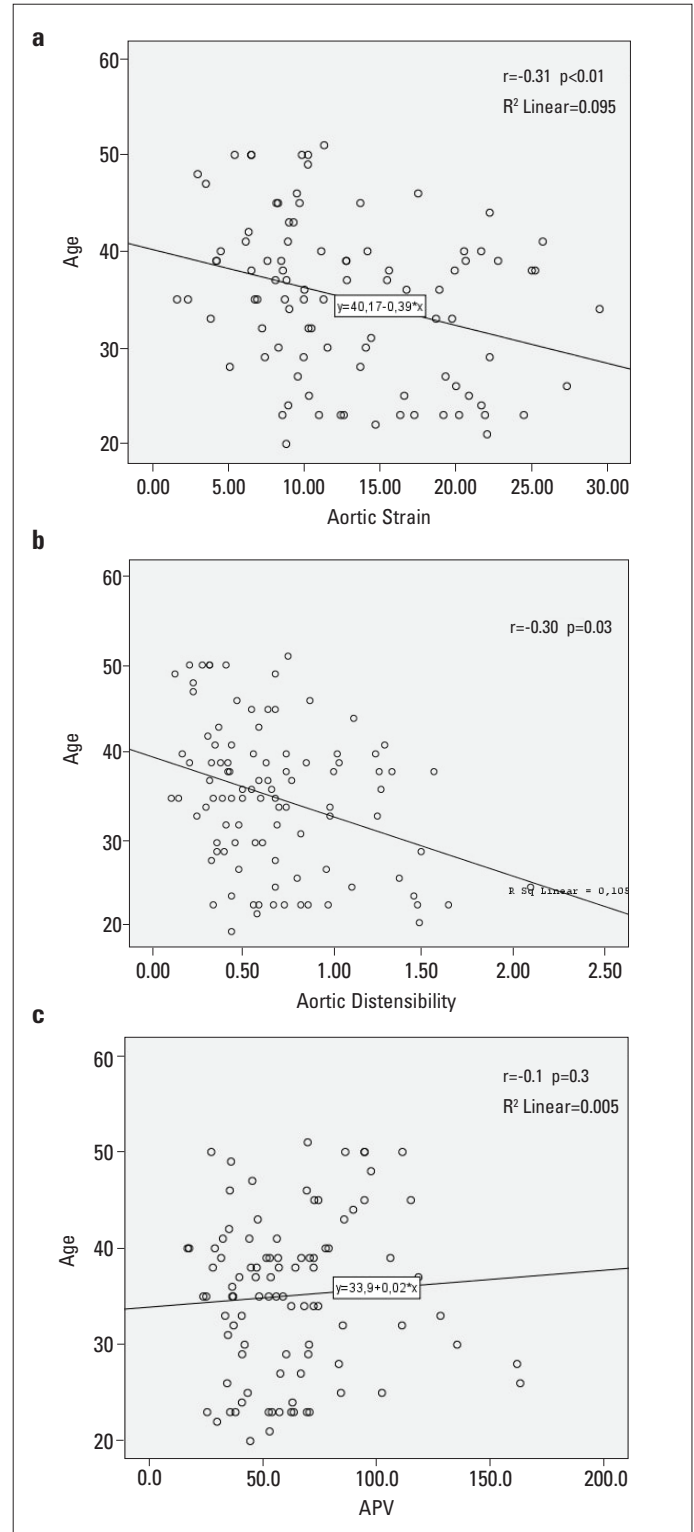 a
60
50
40
30
20
Age
r=-0.31 p<0.01
R² Linear=0.095
y=40,17-0,39*x
0.00 5.00 10.00 15.00 20.00 25.00 30.00
Aortic Strain
b
60
50
40
30
20
Age
r=-0.30 p=0.03
R Sq Linear = 0,105
0.00 0.50 1.00 1.00 2.00 2.50
Aortic Distensibility
c
60
50
40
30
20
Age
r=-0.1 p=0.3
R² Linear=0.005
y=33,9+0,02*x
0.0 50.0 100.0 150.0 200.0
APV